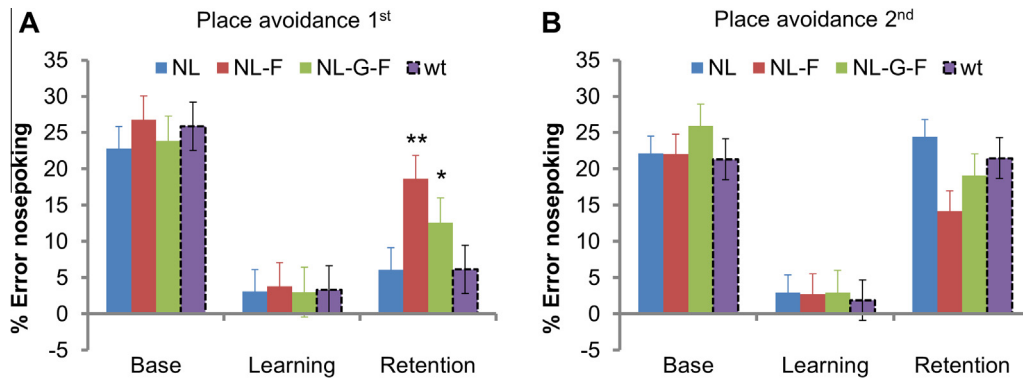 A
Place avoidance 1st
% Error nosepoking
35
30
25
20
15
10
5
0
-5
NL NL-F NL-G-F wt
**
*
Base Learning Retention
B
Place avoidance 2nd
% Error nosepoking
35
30
25
20
15
10
5
0
-5
NL NL-F NL-G-F wt
Base Learning Retention